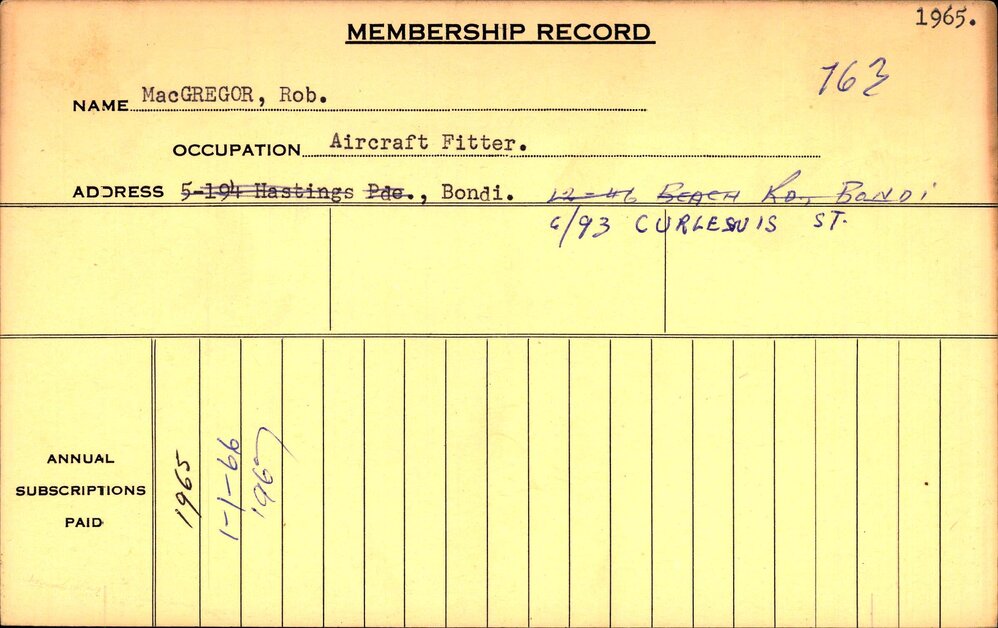 1965.
MEMBERSHIP RECORD
763
NAME MacGREGOR, Rob.
OCCUPATION Aircraft Fitter.
ADDRESS 5-194 Hastings Pde., Bondi. 12-46 BEACH RD, BONDI
6/93 CURLEWIS ST.
ANNUAL
SUBSCRIPTIONS
PAID
1965
1-1-66
1967